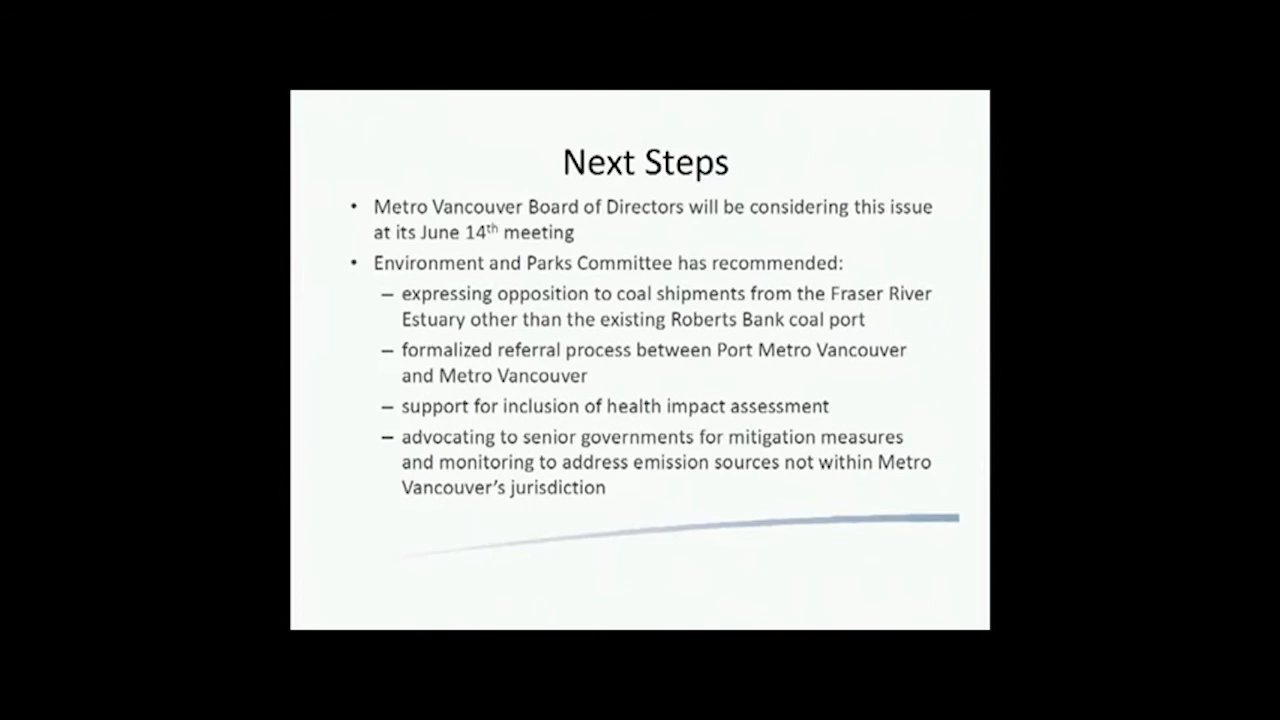 Next Steps
• Metro Vancouver Board of Directors will be considering this issue
at its June 14th meeting
• Environment and Parks Committee has recommended:
– expressing opposition to coal shipments from the Fraser River
Estuary other than the existing Roberts Bank coal port
– formalized referral process between Port Metro Vancouver
and Metro Vancouver
– support for inclusion of health impact assessment
– advocating to senior governments for mitigation measures
and monitoring to address emission sources not within Metro
Vancouver’s jurisdiction